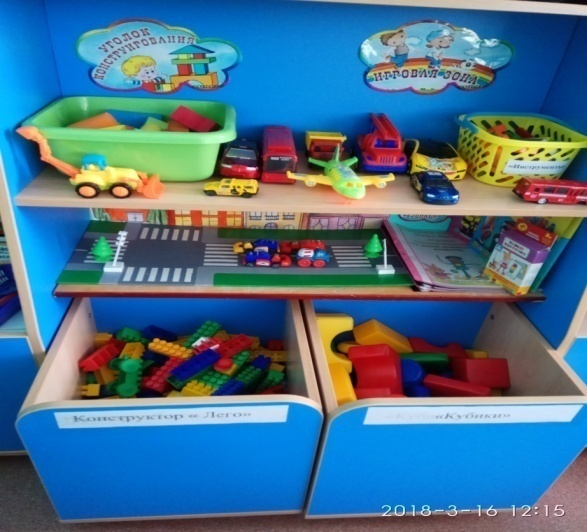 УГОЛОК
КОНСТРУИРОВАНИЯ
ИГРОВАЯ ЗОНА
«Инструменты»
Конструктор « Лего»
«Кубики»
2018-3-16 12:15